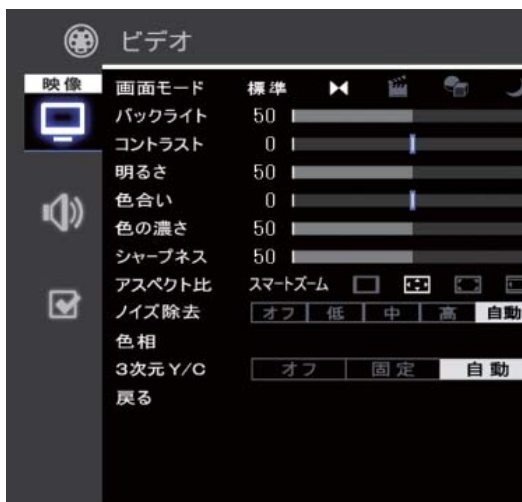 ビデオ
映像
画面モード 標準
バックライト 50
コントラスト 0
明るさ 50
色合い 0
色の濃さ 50
シャープネス 50
アスペクト比 スマートズーム
ノイズ除去 オフ 低 中 高 自動
色相
3次元Y/C オフ 固定 自動
戻る